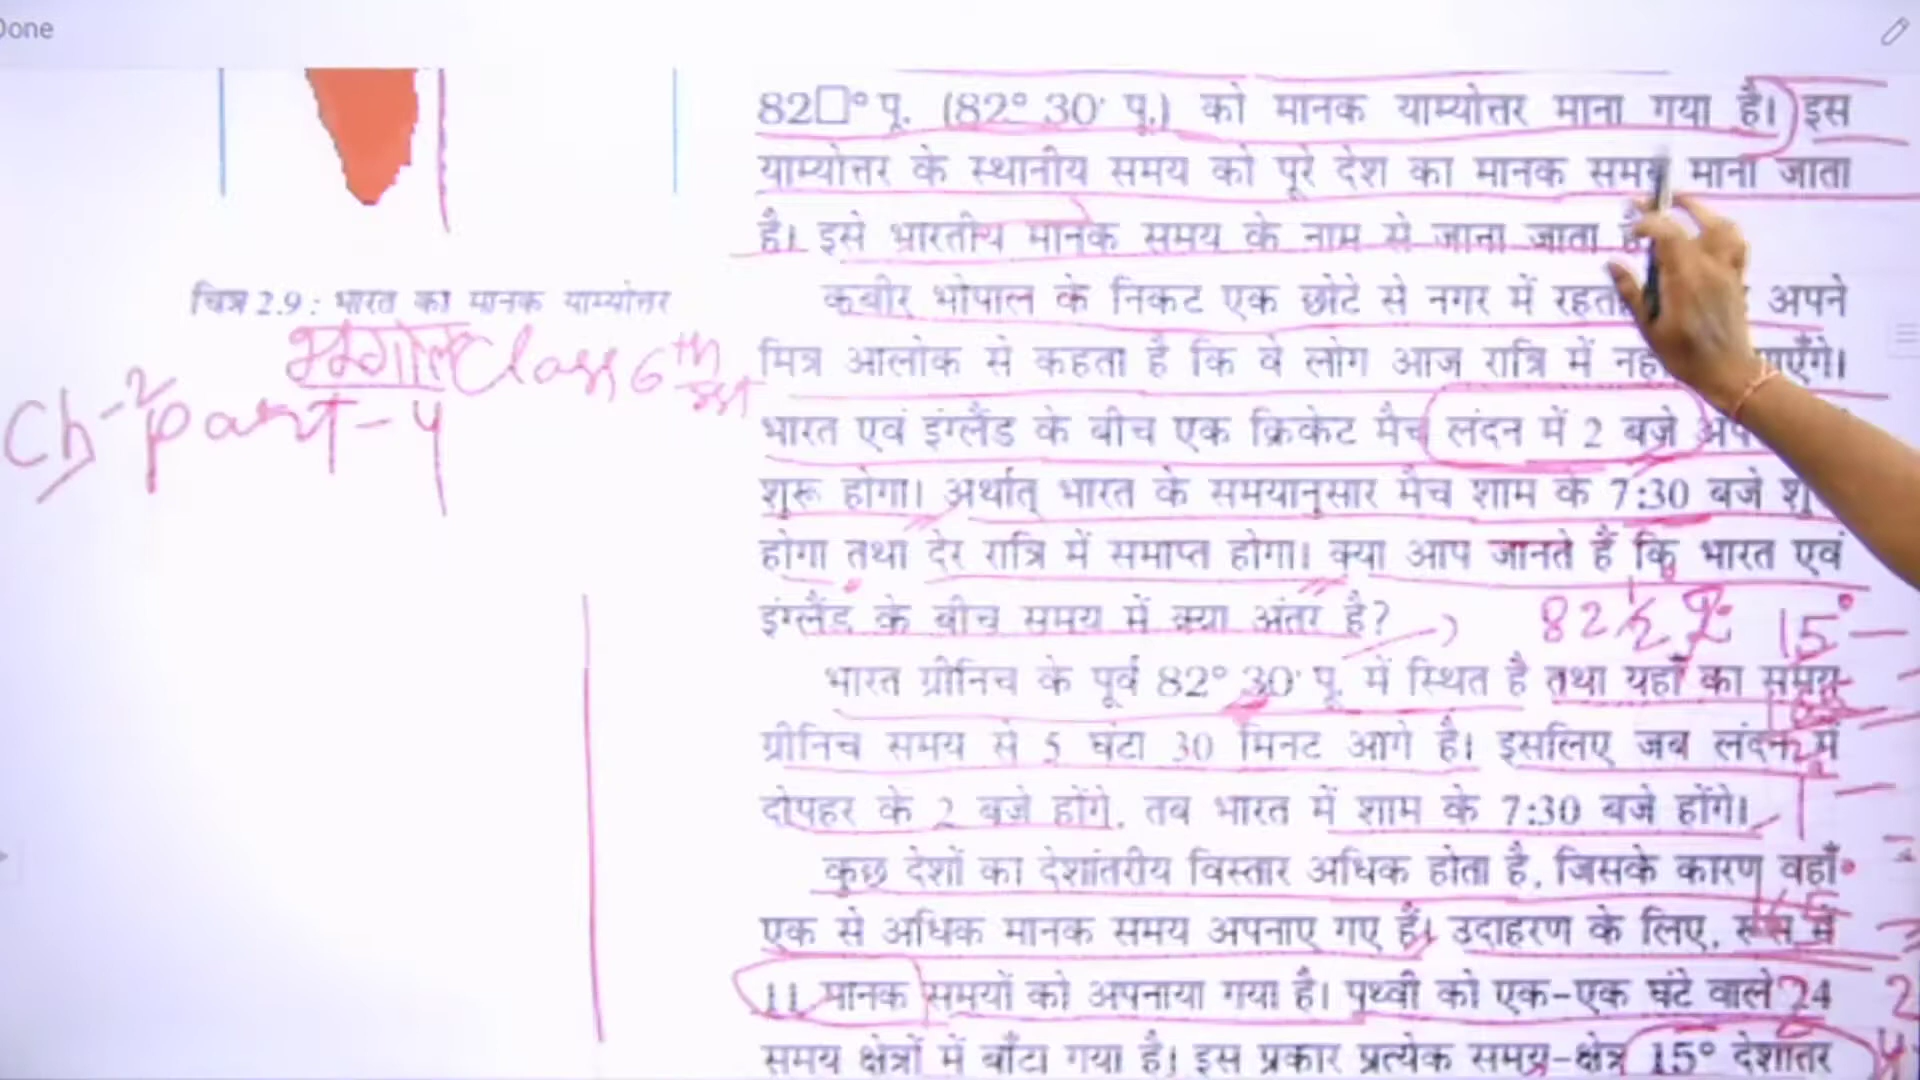 Done
82□° पू. (82° 30' पू.) को मानक याम्योत्तर माना गया है। इस
याम्योत्तर के स्थानीय समय को पूरे देश का मानक समय माना जाता
है। इसे भारतीय मानक समय के नाम से जाना जाता है
कबीर भोपाल के निकट एक छोटे से नगर में अपने
मित्र आलोक से कहता है कि वे लोग आज रात्रि में
भारत एवं इंग्लैंड के बीच एक क्रिकेट मैच लंदन में 2 बजे
शुरू होगा। अर्थात् भारत के समयानुसार मैच शाम के 7:30 बजे
होगा तथा देर रात्रि में समाप्त होगा। क्या आप जानते हैं कि भारत एवं
इंग्लैंड के बीच समय में क्या अंतर है?
82½ 15°
भारत ग्रीनिच के पूर्व 82° 30' पू. में स्थित है तथा यहाँ का समय
ग्रीनिच समय से 5 घंटा 30 मिनट आगे है। इसलिए जब लंदन में
दोपहर के 2 बजे होंगे, तब भारत में शाम के 7:30 बजे होंगे।
कुछ देशों का देशांतरीय विस्तार अधिक होता है, जिसके कारण वहाँ
एक से अधिक मानक समय अपनाए गए हैं। उदाहरण के लिए, रूस में
11 मानक समयों को अपनाया गया है। पृथ्वी को एक-एक घंटे वाले 24
समय क्षेत्रों में बाँटा गया है। इस प्रकार प्रत्येक समय-क्षेत्र 15° देशांतर
चित्र 2.9 : भारत का मानक याम्योत्तर
भूगोल Class 6th
Ch-2 Part-4